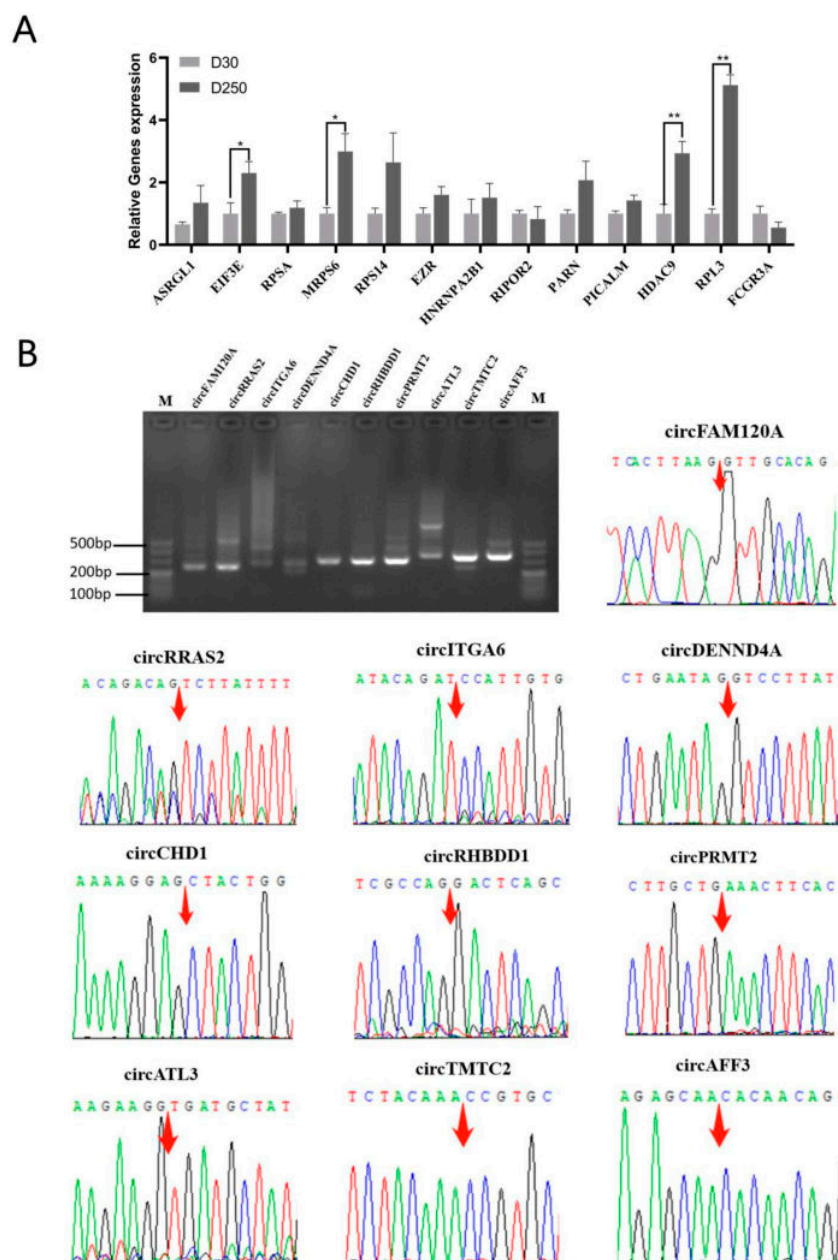 A
Relative Genes expression
6
4
2
0
D30
D250
*
*
**
**
ASRGL1
EIF3E
RPSA
MRPS6
RPS14
EZR
HNRNPA2B1
RIPOR2
PARN
PICALM
HDAC9
RPL3
FCGR3A
B
M
circFAM120A
circRRAS2
circITGA6
circDENND4A
circCHD1
circRHBDD1
circPRMT2
circATL3
circTMTC2
circAFF3
M
500bp
200bp
100bp
circFAM120A
TCACTTAAGGTTGCACAG
circRRAS2
ACAGACAGTCTTATTTT
circITGA6
ATACAGATCCATTGTG
circDENND4A
CTGAATAGGTCCTTAT
circCHD1
AAAAGGAGCTACTGG
circRHBDD1
TCGCCAGGACTCAGC
circPRMT2
CTTGCTGAAACTTCAC
circATL3
AAGAAGGTGATGCTAT
circTMTC2
TCTACAAACCGTGC
circAFF3
AGAGCAACACAACAG